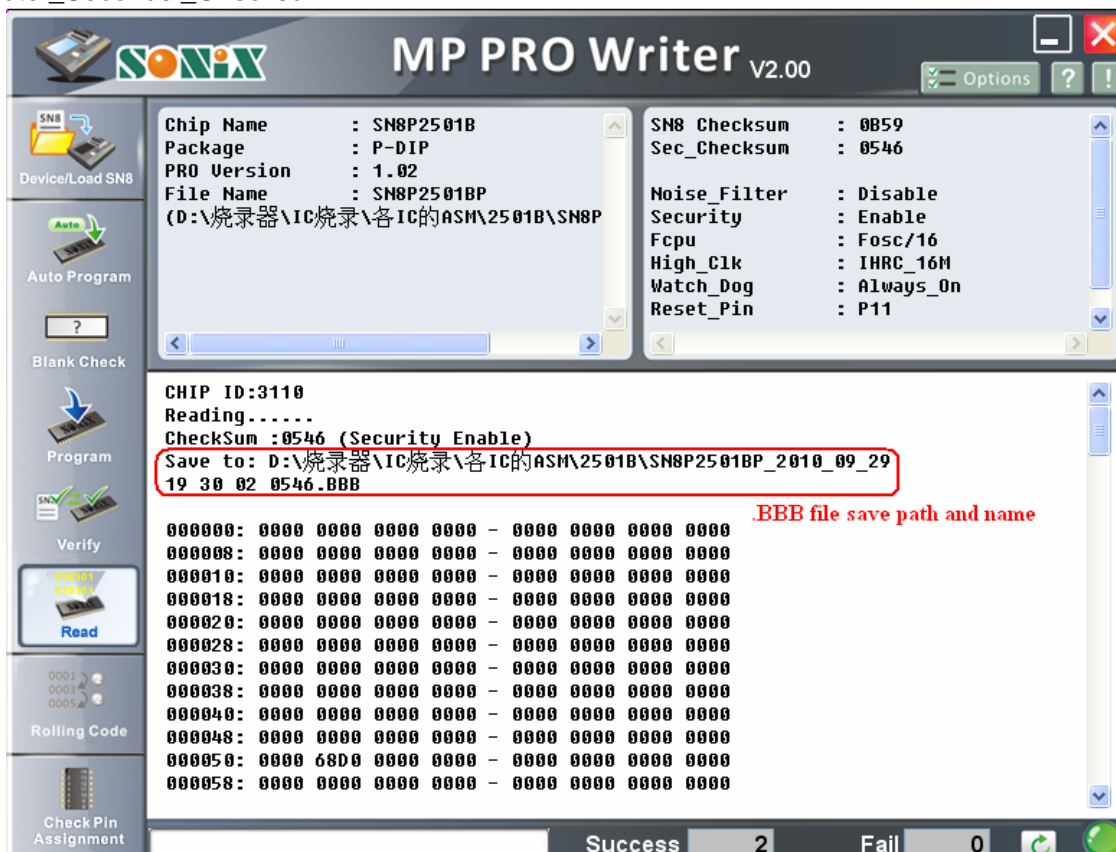 SONiX
MP PRO Writer V2.00
Options ? !
SN8
Device/Load SN8
Auto
Auto Program
?
Blank Check
Program
Verify
Read
0001
0003
0005
Rolling Code
Check Pin
Assignment
Chip Name : SN8P2501B
Package : P-DIP
PRO Version : 1.02
File Name : SN8P2501BP
(D:\烧录器\IC烧录\各IC的ASM\2501B\SN8P
SN8 Checksum : 0B59
Sec_Checksum : 0546
Noise_Filter : Disable
Security : Enable
Fcpu : Fosc/16
High_Clk : IHRC_16M
Watch_Dog : Always_On
Reset_Pin : P11
CHIP ID:3110
Reading......
CheckSum :0546 (Security Enable)
Save to: D:\烧录器\IC烧录\各IC的ASM\2501B\SN8P2501BP_2010_09_29
19 30 02 0546.BBB
.BBB file save path and name
000000: 0000 0000 0000 0000 - 0000 0000 0000 0000
000008: 0000 0000 0000 0000 - 0000 0000 0000 0000
000010: 0000 0000 0000 0000 - 0000 0000 0000 0000
000018: 0000 0000 0000 0000 - 0000 0000 0000 0000
000020: 0000 0000 0000 0000 - 0000 0000 0000 0000
000028: 0000 0000 0000 0000 - 0000 0000 0000 0000
000030: 0000 0000 0000 0000 - 0000 0000 0000 0000
000038: 0000 0000 0000 0000 - 0000 0000 0000 0000
000040: 0000 0000 0000 0000 - 0000 0000 0000 0000
000048: 0000 0000 0000 0000 - 0000 0000 0000 0000
000050: 0000 68D0 0000 0000 - 0000 0000 0000 0000
000058: 0000 0000 0000 0000 - 0000 0000 0000 0000
Success 2 Fail 0